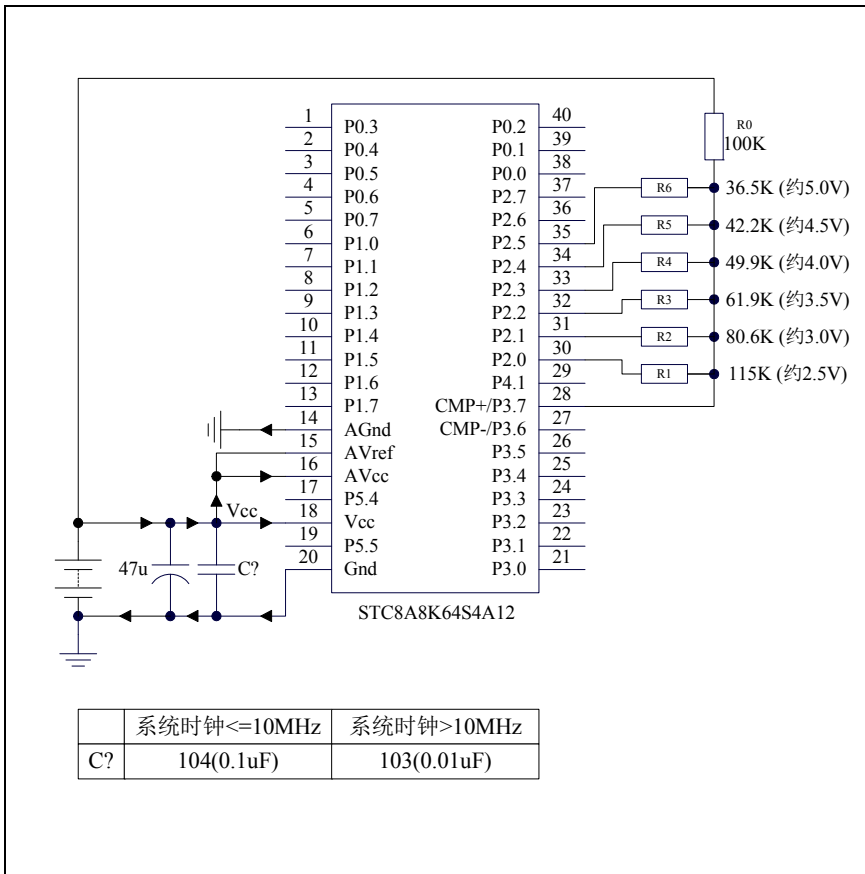 1 P0.3 P0.2 40
2 P0.4 P0.1 39
3 P0.5 P0.0 38
4 P0.6 P2.7 37
5 P0.7 P2.6 36
6 P1.0 P2.5 35
7 P1.1 P2.4 34
8 P1.2 P2.3 33
9 P1.3 P2.2 32
10 P1.4 P2.1 31
11 P1.5 P2.0 30
12 P1.6 P4.1 29
13 P1.7 CMP+/P3.7 28
14 AGnd CMP-/P3.6 27
15 AVref P3.5 26
16 AVcc P3.4 25
17 P5.4 P3.3 24
18 Vcc P3.2 23
19 P5.5 P3.1 22
20 Gnd P3.0 21
R0
100K
R6 36.5K (约5.0V)
R5 42.2K (约4.5V)
R4 49.9K (约4.0V)
R3 61.9K (约3.5V)
R2 80.6K (约3.0V)
R1 115K (约2.5V)
Vcc
47u C?
STC8A8K64S4A12
系统时钟<=10MHz 系统时钟>10MHz
C? 104(0.1uF) 103(0.01uF)